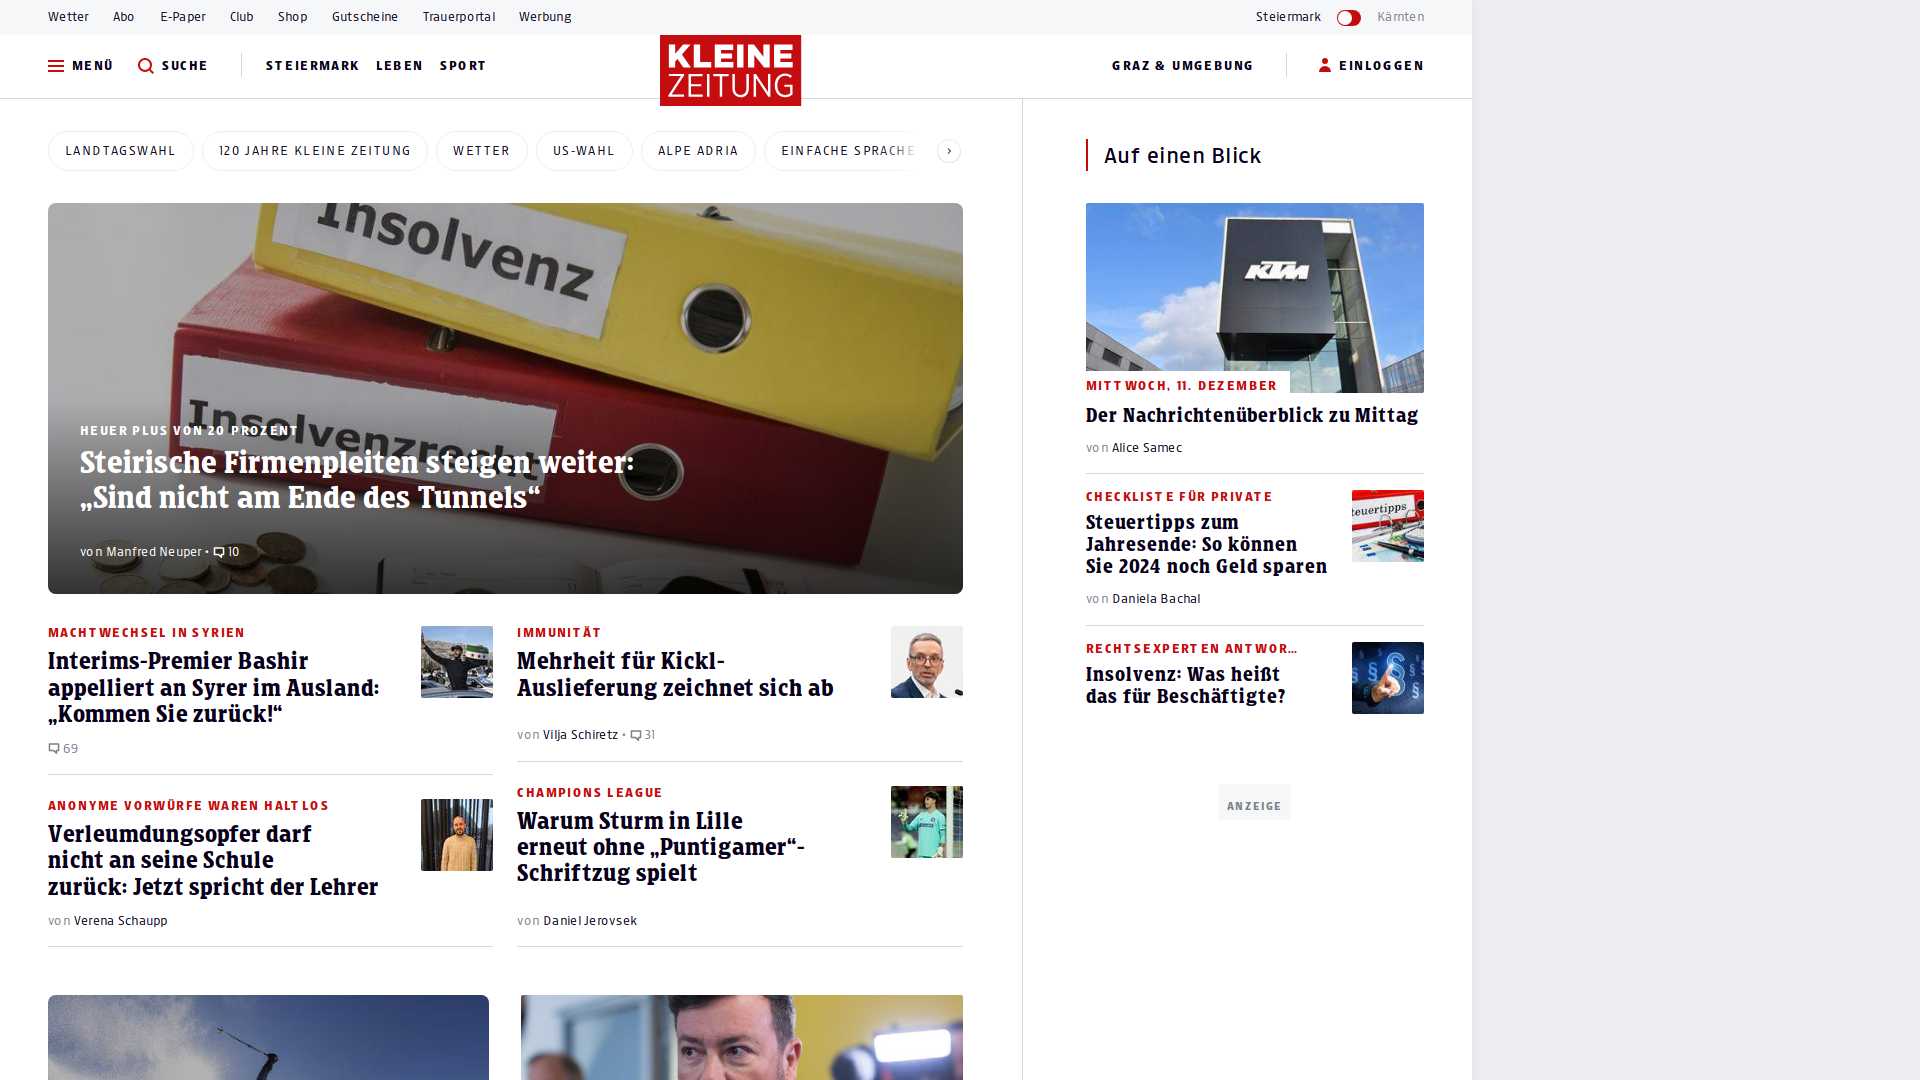 Wetter Abo E-Paper Club Shop Gutscheine Trauerportal Werbung Steiermark Kärnten
MENÜ SUCHE STEIERMARK LEBEN SPORT KLEINE ZEITUNG GRAZ & UMGEBUNG EINLOGGEN
LANDTAGSWAHL 120 JAHRE KLEINE ZEITUNG WETTER US-WAHL ALPE ADRIA EINFACHE SPRACHE
Insolvenz
Insolvenzrecht
HEUER PLUS VON 20 PROZENT
Steirische Firmenpleiten steigen weiter:
„Sind nicht am Ende des Tunnels“
von Manfred Neuper • 10
MACHTWECHSEL IN SYRIEN
Interims-Premier Bashir
appelliert an Syrer im Ausland:
„Kommen Sie zurück!“
69
IMMUNITÄT
Mehrheit für Kickl-
Auslieferung zeichnet sich ab
von Vilja Schiretz • 31
ANONYME VORWÜRFE WAREN HALTLOS
Verleumdungsopfer darf
nicht an seine Schule
zurück: Jetzt spricht der Lehrer
von Verena Schaupp
CHAMPIONS LEAGUE
Warum Sturm in Lille
erneut ohne „Puntigamer“-
Schriftzug spielt
von Daniel Jerovsek
Auf einen Blick
KTM
MITTWOCH, 11. DEZEMBER
Der Nachrichtenüberblick zu Mittag
von Alice Samec
CHECKLISTE FÜR PRIVATE
Steuertipps zum
Jahresende: So können
Sie 2024 noch Geld sparen
von Daniela Bachal
teuertipps
RECHTSEXPERTEN ANTWOR...
Insolvenz: Was heißt
das für Beschäftigte?
ANZEIGE